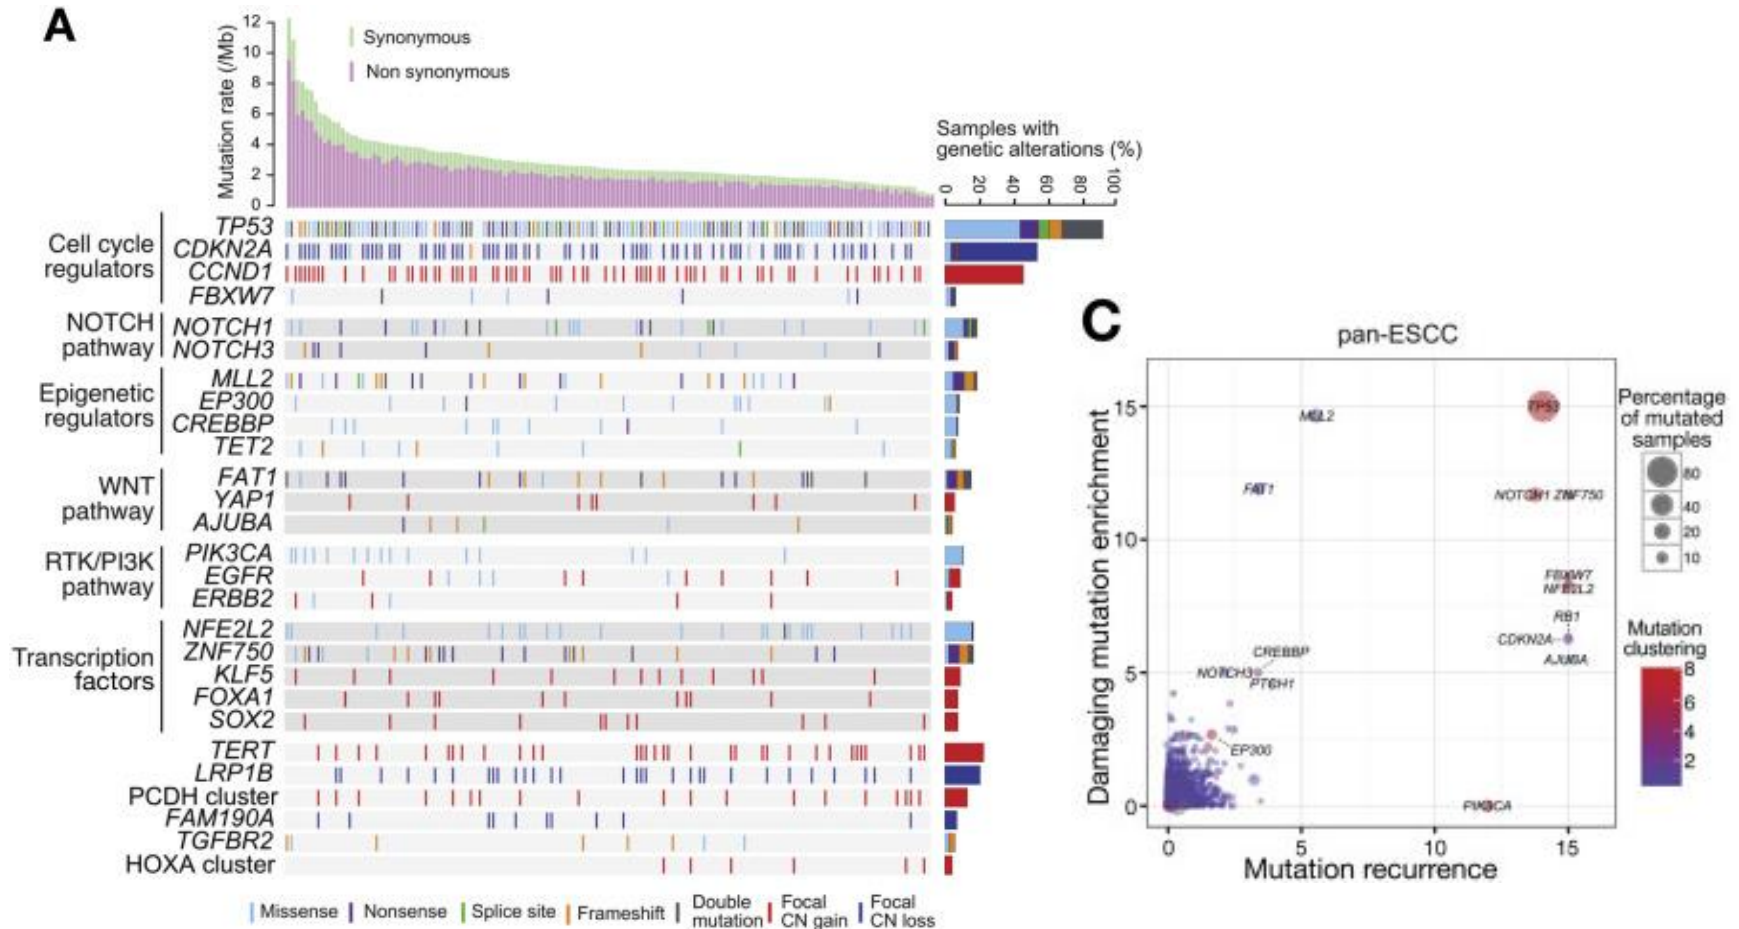 A
Mutation rate (/Mb)
12
10
8
6
4
2
0
Synonymous
Non synonymous
Samples with
genetic alterations (%)
0
20
40
60
80
100
Cell cycle
regulators
TP53
CDKN2A
CCND1
FBXW7
NOTCH
pathway
NOTCH1
NOTCH3
Epigenetic
regulators
MLL2
EP300
CREBBP
TET2
WNT
pathway
FAT1
YAP1
AJUBA
RTK/PI3K
pathway
PIK3CA
EGFR
ERBB2
Transcription
factors
NFE2L2
ZNF750
KLF5
FOXA1
SOX2
TERT
LRP1B
PCDH cluster
FAM190A
TGFBR2
HOXA cluster
Missense
Nonsense
Splice site
Frameshift
Double
mutation
Focal
CN gain
Focal
CN loss
C
pan-ESCC
Damaging mutation enrichment
15
10
5
0
MLL2
TP53
FAT1
NOTCH1 ZNF750
FBXW7
NFE2L2
RB1
CDKN2A
AJUBA
CREBBP
NOTCH3
PTCH1
EP300
PIK3CA
0
5
10
15
Mutation recurrence
Percentage
of mutated
samples
80
40
20
10
Mutation
clustering
8
6
4
2